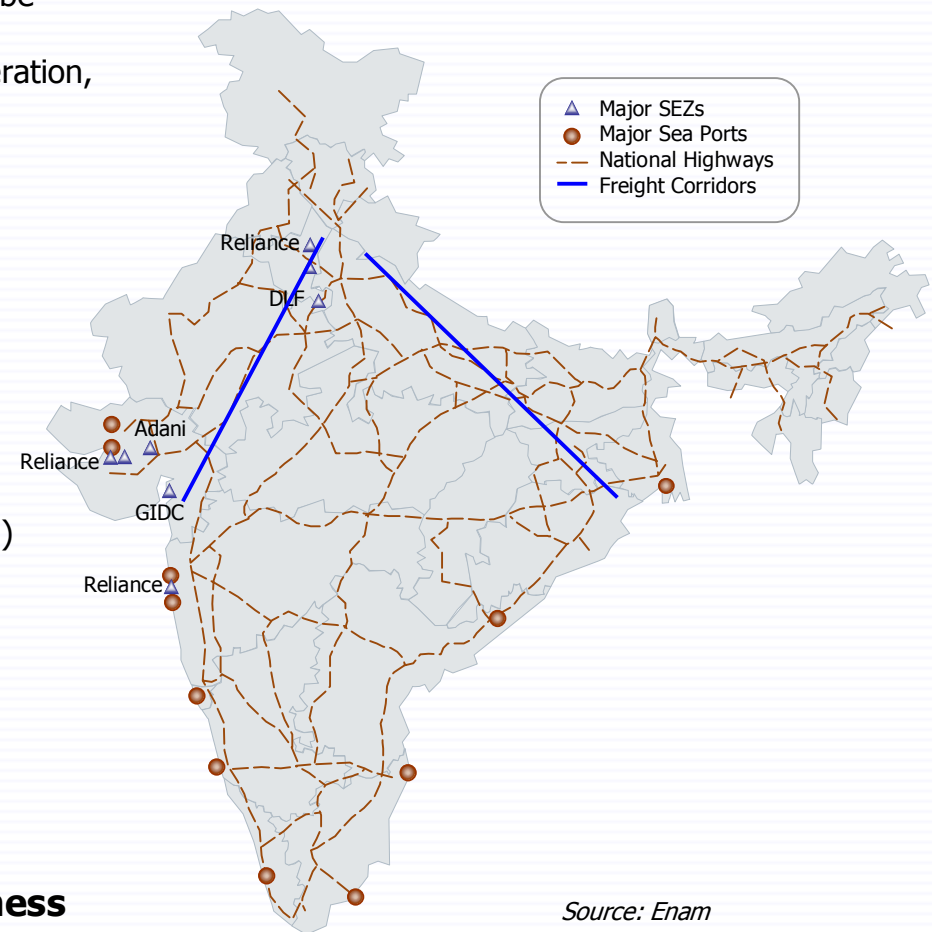 be
eration,
Major SEZs
Major Sea Ports
National Highways
Freight Corridors
Reliance
DLF
Adani
Reliance
GIDC
)
Reliance
ness
Source: Enam